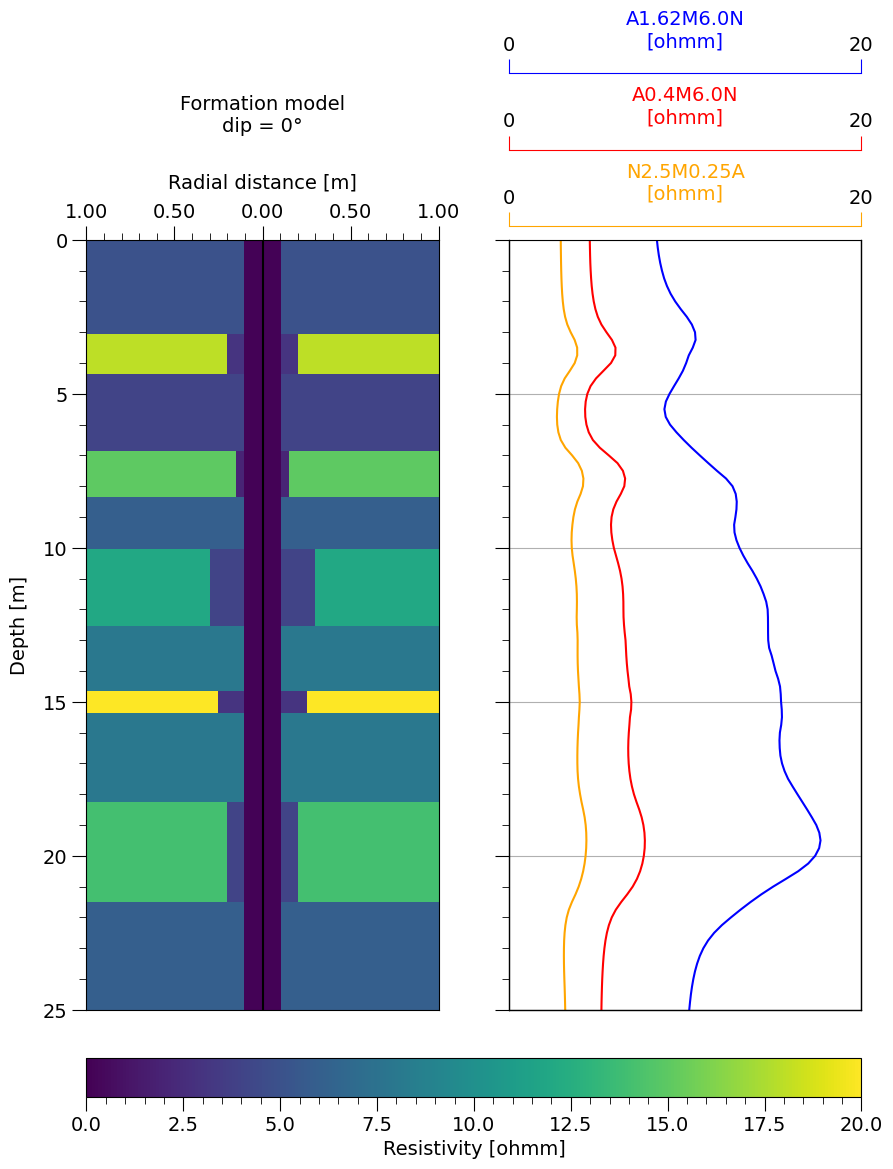 A1.62M6.0N
[ohmm]
0 20
A0.4M6.0N
[ohmm]
0 20
N2.5M0.25A
[ohmm]
0 20
Formation model
dip = 0°
Radial distance [m]
1.00 0.50 0.00 0.50 1.00
0
5
10
15
20
25
Depth [m]
0.0 2.5 5.0 7.5 10.0 12.5 15.0 17.5 20.0
Resistivity [ohmm]